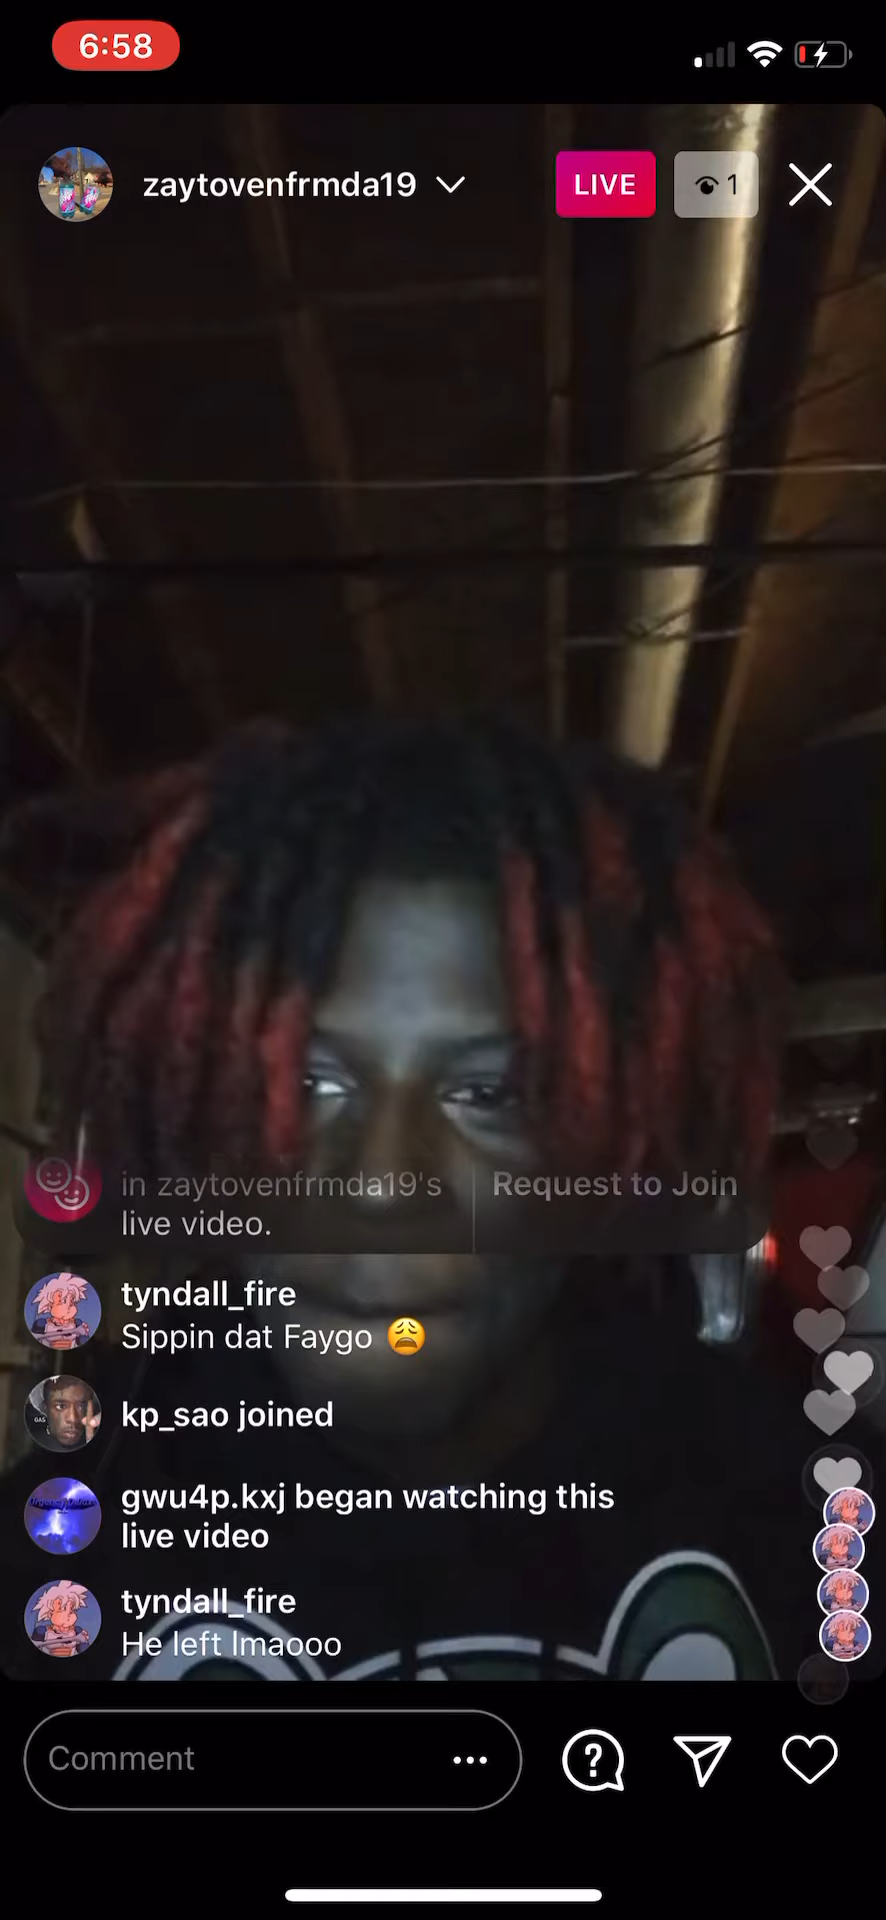 6:58
zaytovenfrmda19
LIVE
1
in zaytovenfrmda19's
live video.
Request to Join
tyndall_fire
Sippin dat Faygo 😩
kp_sao joined
gwu4p.kxj began watching this
live video
tyndall_fire
He left lmaooo
Comment